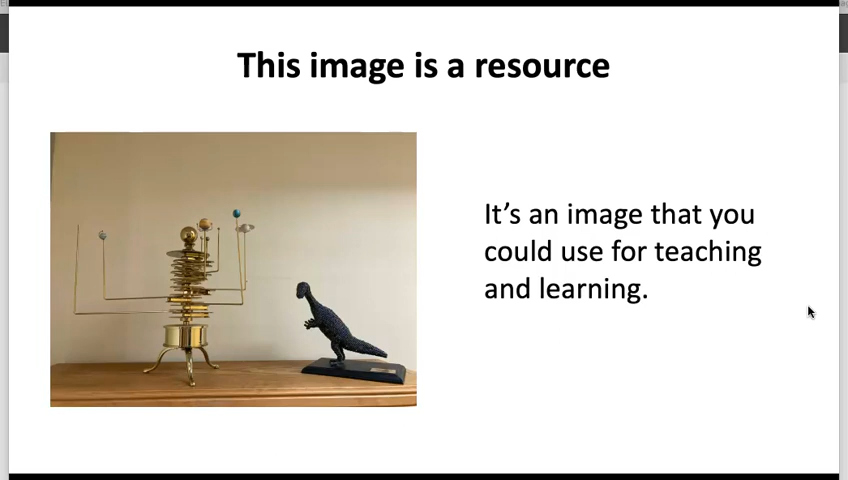 This image is a resource
It’s an image that you
could use for teaching
and learning.